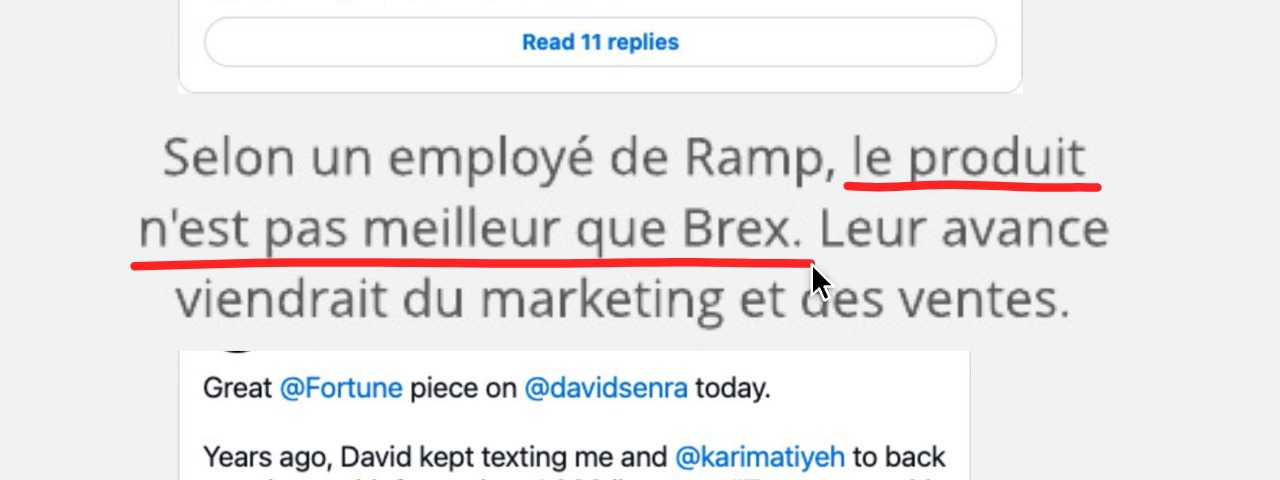 Read 11 replies
Selon un employé de Ramp, le produit
n'est pas meilleur que Brex. Leur avance
viendrait du marketing et des ventes.
Great @Fortune piece on @davidsenra today.
Years ago, David kept texting me and @karimatiyeh to back